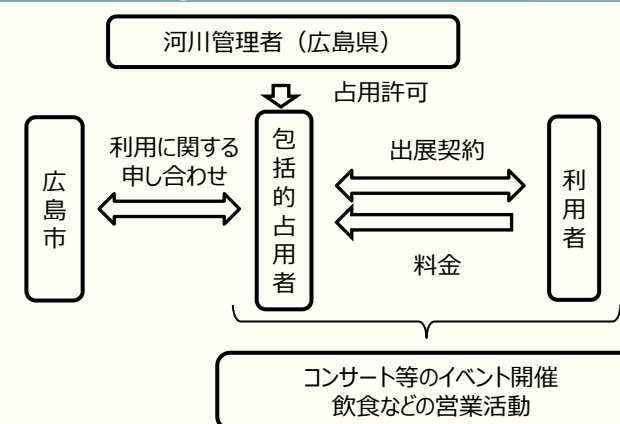 河川管理者（広島県）
占用許可
広島市
利用に関する
申し合わせ
包括的占用者
出展契約
料金
利用者
コンサート等のイベント開催
飲食などの営業活動